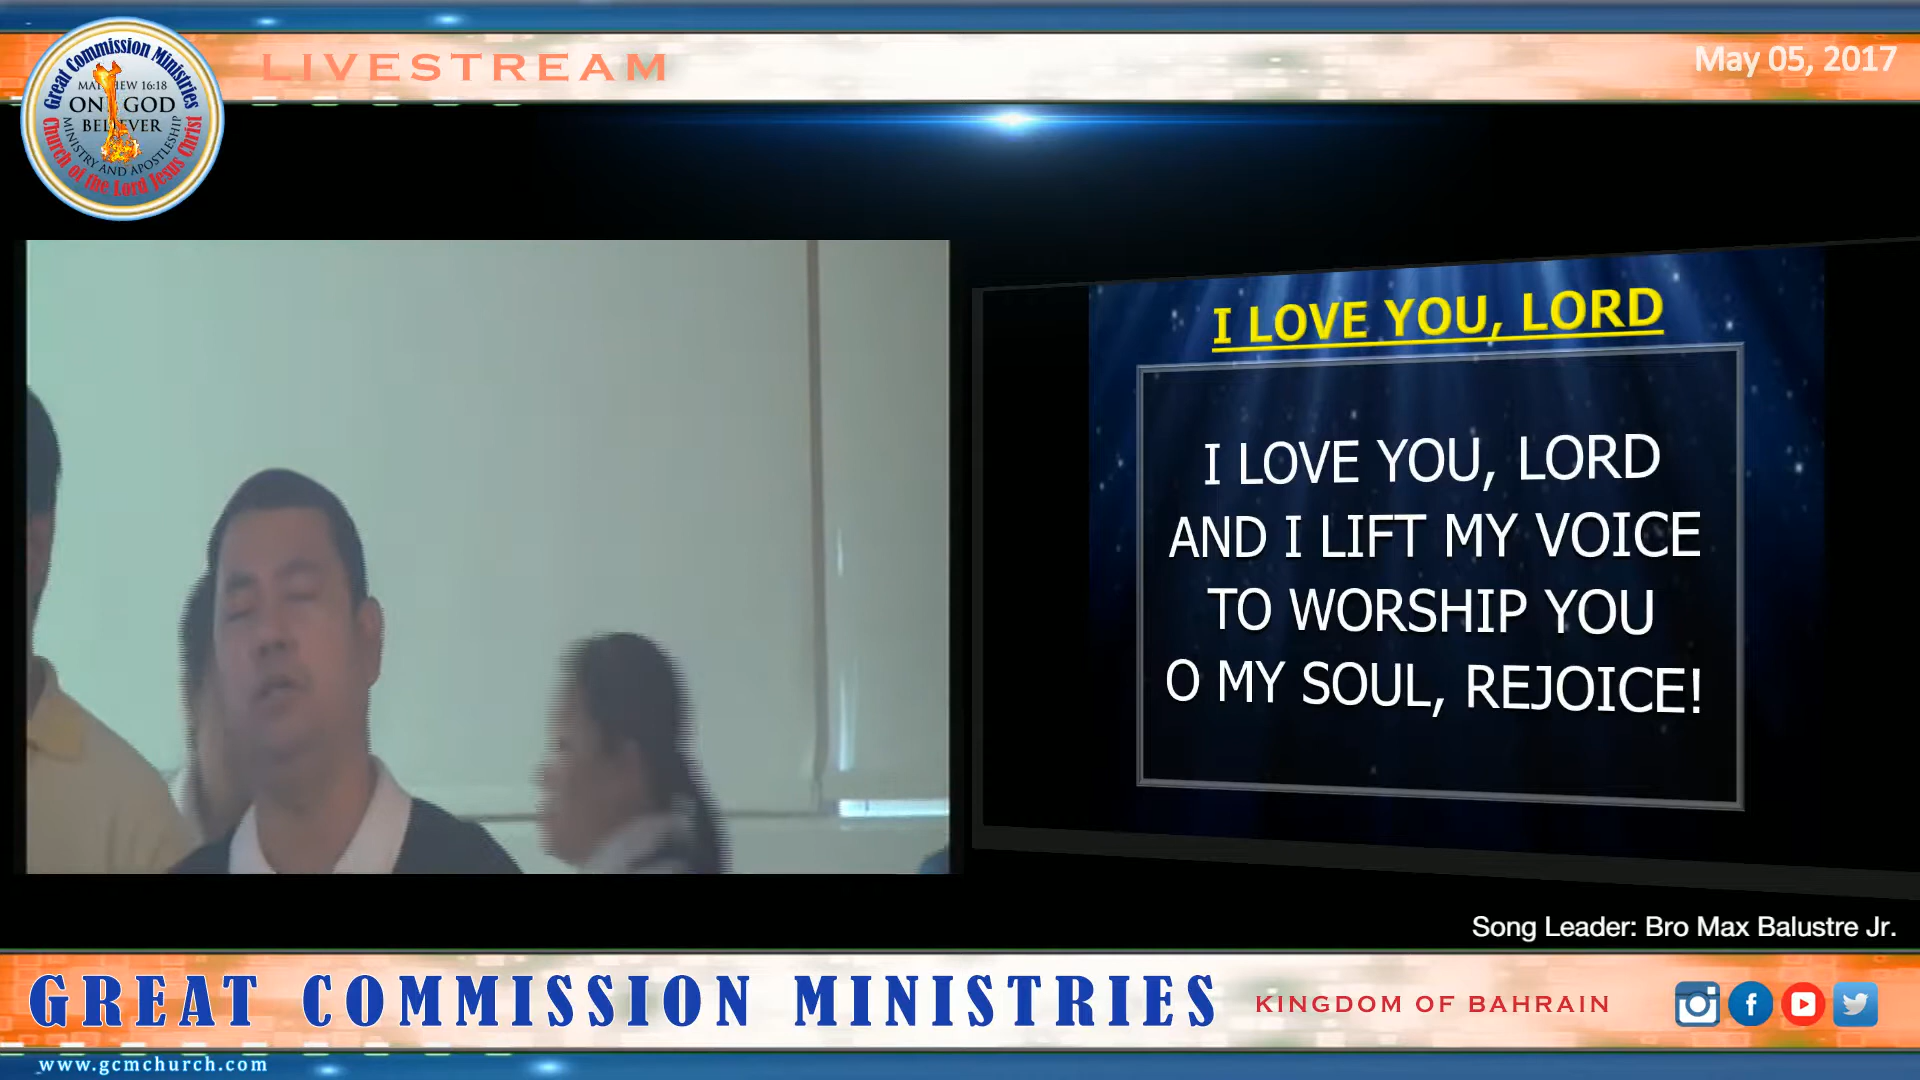 Great Commission Ministries
MATTHEW 16:18
ONE GOD
BELIEVER
MINISTRY AND APOSTLESHIP
Church of the Lord Jesus Christ
LIVESTREAM
May 05, 2017
I LOVE YOU, LORD
I LOVE YOU, LORD
AND I LIFT MY VOICE
TO WORSHIP YOU
O MY SOUL, REJOICE!
Song Leader: Bro Max Balustre Jr.
GREAT COMMISSION MINISTRIES
KINGDOM OF BAHRAIN
www.gcmchurch.com